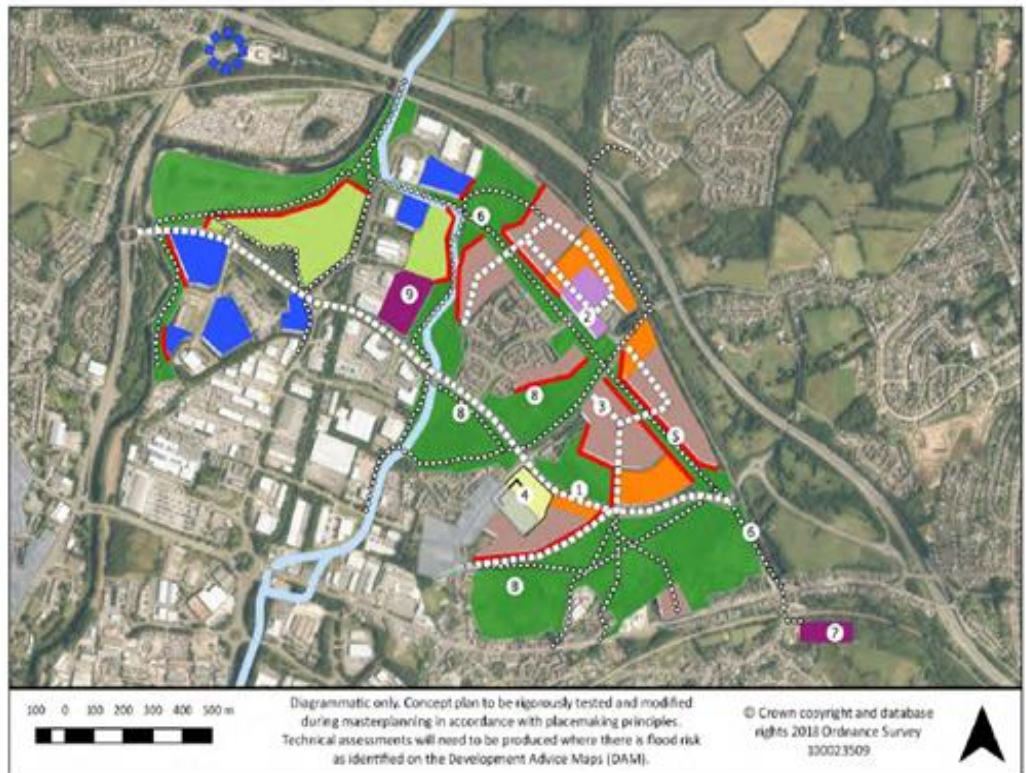 6
2
9
3
8
8
5
4
1
6
9
7
100 0 100 200 300 400 500 m
Diagrammatic only. Concept plan to be rigorously tested and modified
during masterplanning in accordance with placemaking principles.
Technical assessments will need to be produced where there is flood risk
as identified on the Development Advice Maps (DAM).
© Crown copyright and database
rights 2018 Ordnance Survey
100023509